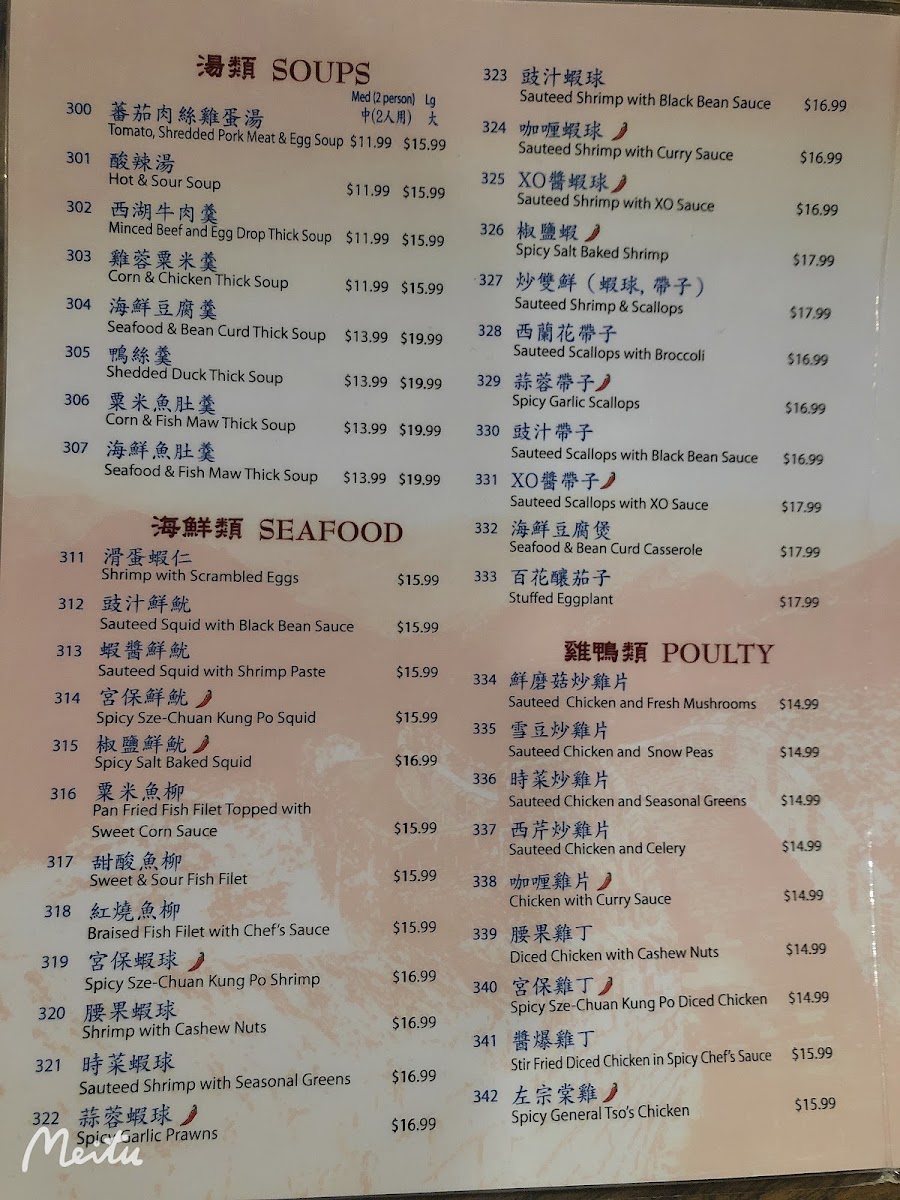 湯類 SOUPS
Med (2 person) Lg
中(2人用) 大
300 蕃茄肉絲雞蛋湯
Tomato, Shredded Pork Meat & Egg Soup $11.99 $15.99
301 酸辣湯
Hot & Sour Soup $11.99 $15.99
302 西湖牛肉羹
Minced Beef and Egg Drop Thick Soup $11.99 $15.99
303 雞蓉粟米羹
Corn & Chicken Thick Soup $11.99 $15.99
304 海鮮豆腐羹
Seafood & Bean Curd Thick Soup $13.99 $19.99
305 鴨絲羹
Shedded Duck Thick Soup $13.99 $19.99
306 粟米魚肚羹
Corn & Fish Maw Thick Soup $13.99 $19.99
307 海鮮魚肚羹
Seafood & Fish Maw Thick Soup $13.99 $19.99
海鮮類 SEAFOOD
311 滑蛋蝦仁
Shrimp with Scrambled Eggs $15.99
312 豉汁鮮魷
Sauteed Squid with Black Bean Sauce $15.99
313 蝦醬鮮魷
Sauteed Squid with Shrimp Paste $15.99
314 宮保鮮魷
Spicy Sze-Chuan Kung Po Squid $15.99
315 椒鹽鮮魷
Spicy Salt Baked Squid $16.99
316 粟米魚柳
Pan Fried Fish Filet Topped with
Sweet Corn Sauce $15.99
317 甜酸魚柳
Sweet & Sour Fish Filet $15.99
318 紅燒魚柳
Braised Fish Filet with Chef's Sauce $15.99
319 宮保蝦球
Spicy Sze-Chuan Kung Po Shrimp $16.99
320 腰果蝦球
Shrimp with Cashew Nuts $16.99
321 時菜蝦球
Sauteed Shrimp with Seasonal Greens $16.99
322 蒜蓉蝦球
Spicy Garlic Prawns $16.99
323 豉汁蝦球
Sauteed Shrimp with Black Bean Sauce $16.99
324 咖喱蝦球
Sauteed Shrimp with Curry Sauce $16.99
325 XO醬蝦球
Sauteed Shrimp with XO Sauce $16.99
326 椒鹽蝦
Spicy Salt Baked Shrimp $17.99
327 炒雙鮮 (蝦球, 帶子)
Sauteed Shrimp & Scallops $17.99
328 西蘭花帶子
Sauteed Scallops with Broccoli $16.99
329 蒜蓉帶子
Spicy Garlic Scallops $16.99
330 豉汁帶子
Sauteed Scallops with Black Bean Sauce $16.99
331 XO醬帶子
Sauteed Scallops with XO Sauce $17.99
332 海鮮豆腐煲
Seafood & Bean Curd Casserole $17.99
333 百花釀茄子
Stuffed Eggplant $17.99
雞鴨類 POULTY
334 鮮磨菇炒雞片
Sauteed Chicken and Fresh Mushrooms $14.99
335 雪豆炒雞片
Sauteed Chicken and Snow Peas $14.99
336 時菜炒雞片
Sauteed Chicken and Seasonal Greens $14.99
337 西芹炒雞片
Sauteed Chicken and Celery $14.99
338 咖喱雞片
Chicken with Curry Sauce $14.99
339 腰果雞丁
Diced Chicken with Cashew Nuts $14.99
340 宮保雞丁
Spicy Sze-Chuan Kung Po Diced Chicken $14.99
341 醬爆雞丁
Stir Fried Diced Chicken in Spicy Chef's Sauce $15.99
342 左宗棠雞
Spicy General Tso's Chicken $15.99
Meitu